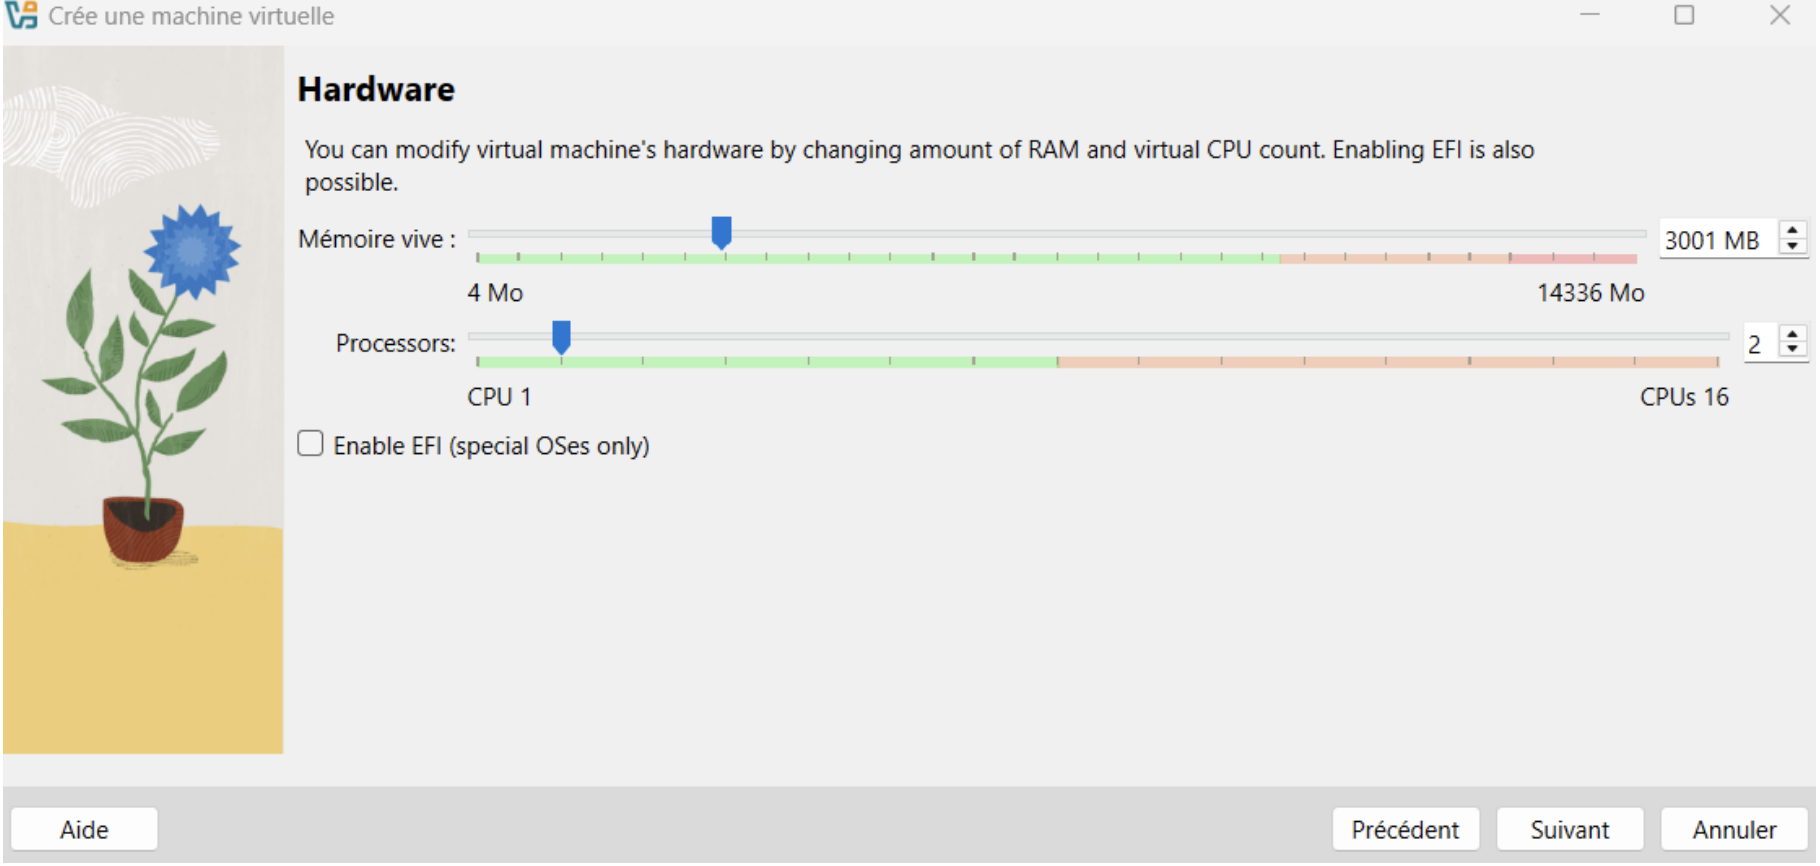 Crée une machine virtuelle
Hardware
You can modify virtual machine's hardware by changing amount of RAM and virtual CPU count. Enabling EFI is also
possible.
Mémoire vive :
3001 MB
4 Mo
14336 Mo
Processors:
2
CPU 1
CPUs 16
Enable EFI (special OSes only)
Aide
Précédent
Suivant
Annuler